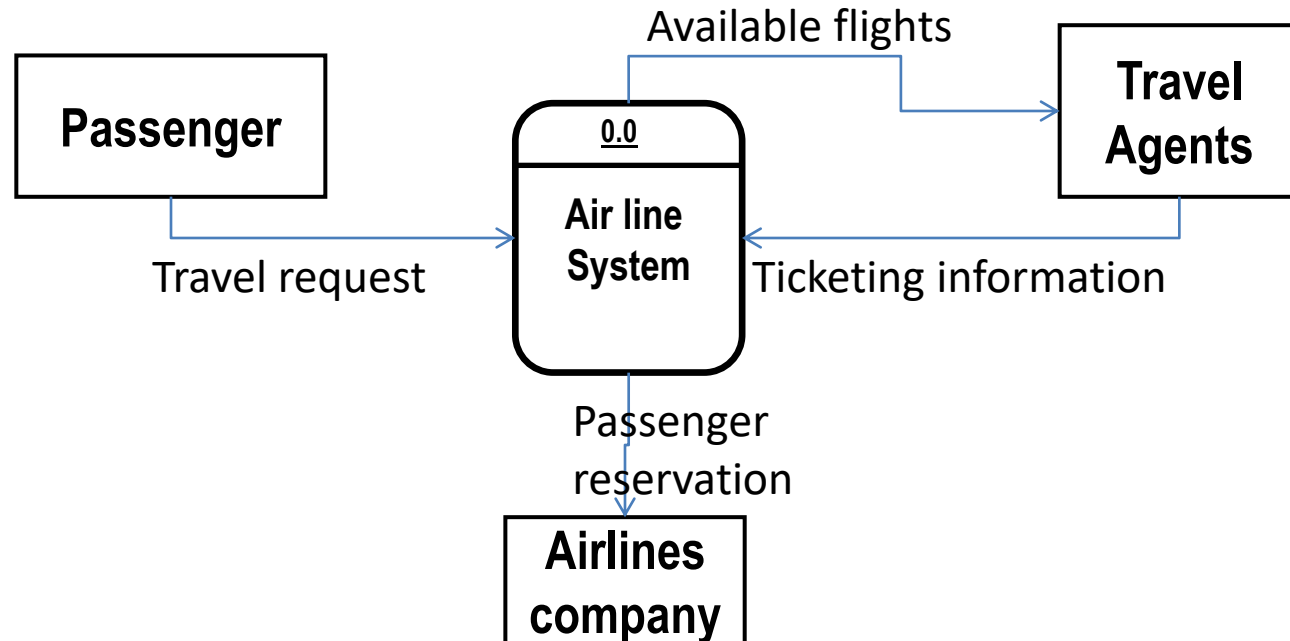 Available flights
Passenger
Travel
Agents
0.0
Air line
System
Travel request
Ticketing information
Passenger
reservation
Airlines
company